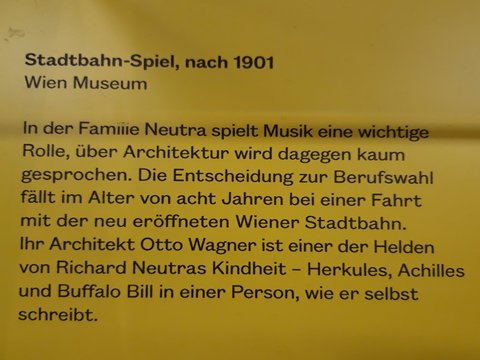 Stadtbahn-Spiel, nach 1901
Wien Museum
In der Familie Neutra spielt Musik eine wichtige
Rolle, über Architektur wird dagegen kaum
gesprochen. Die Entscheidung zur Berufswahl
fällt im Alter von acht Jahren bei einer Fahrt
mit der neu eröffneten Wiener Stadtbahn.
Ihr Architekt Otto Wagner ist einer der Helden
von Richard Neutras Kindheit – Herkules, Achilles
und Buffalo Bill in einer Person, wie er selbst
schreibt.